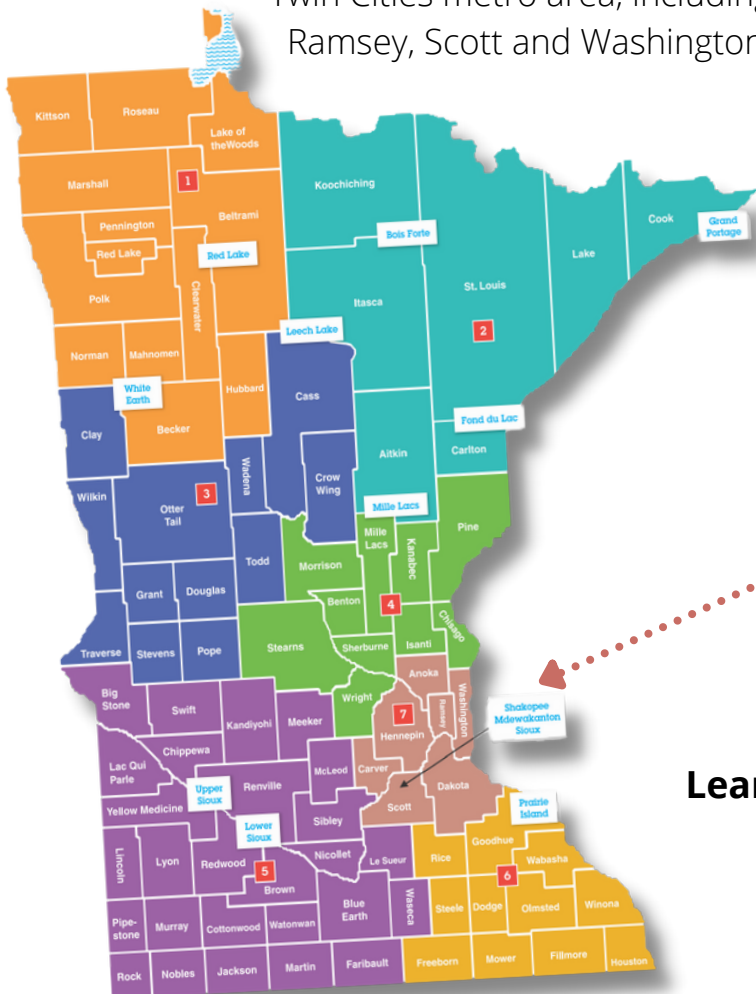 Twin Cities metro area, including
Ramsey, Scott and Washington
Kittson
Roseau
Lake of
theWoods
Marshall
1
Koochiching
Beltrami
Cook
Grand
Portage
Pennington
Red Lake
Red Lake
Bois Forte
Lake
Polk
Clearwater
Itasca
St. Louis
2
Leech Lake
Norman
Mahnomen
White
Earth
Hubbard
Cass
Becker
Clay
Fond du Lac
Aitkin
Carlton
Wadena
Crow
Wing
Wilkin
3
Otter
Tail
Mille Lacs
Mille
Lacs
Kanabec
Pine
Todd
Morrison
Grant
Douglas
Benton
4
Chisago
Traverse
Stevens
Pope
Stearns
Sherburne
Isanti
Anoka
Big
Stone
Swift
Kandiyohi
Meeker
Wright
7
Hennepin
Ramsey
Washington
Shakopee
Mdewakanton
Sioux
Lac Qui
Parle
Chippewa
McLeod
Carver
Dakota
Lear
Upper
Sioux
Renville
Scott
Yellow Medicine
Sibley
Prairie
Island
Lower
Sioux
Lincoln
Lyon
Redwood
5
Brown
Nicollet
Le Sueur
Rice
Goodhue
Wabasha
6
Pipe-
stone
Murray
Cottonwood
Watonwan
Blue
Earth
Waseca
Steele
Dodge
Olmsted
Winona
Rock
Nobles
Jackson
Martin
Faribault
Freeborn
Mower
Fillmore
Houston